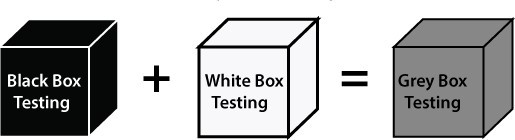 Black Box
Testing
+
White Box
Testing
=
Grey Box
Testing